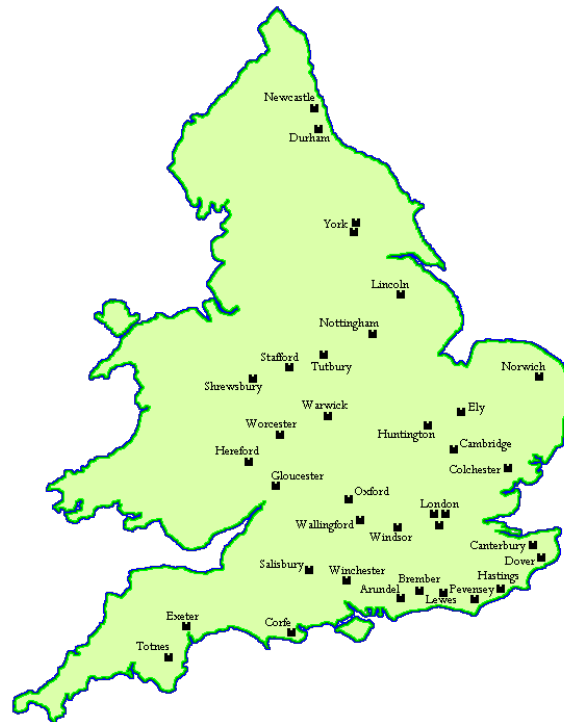 Newcastle
Durham
York
Lincoln
Nottingham
Stafford
Tutbury
Norwich
Shrewsbury
Warwick
Ely
Worcester
Huntington
Cambridge
Hereford
Colchester
Gloucester
Oxford
London
Wallingford
Windsor
Canterbury
Dover
Salisbury
Winchester
Brember
Hastings
Arundel
Pevensey
Lewes
Exeter
Corfe
Totnes